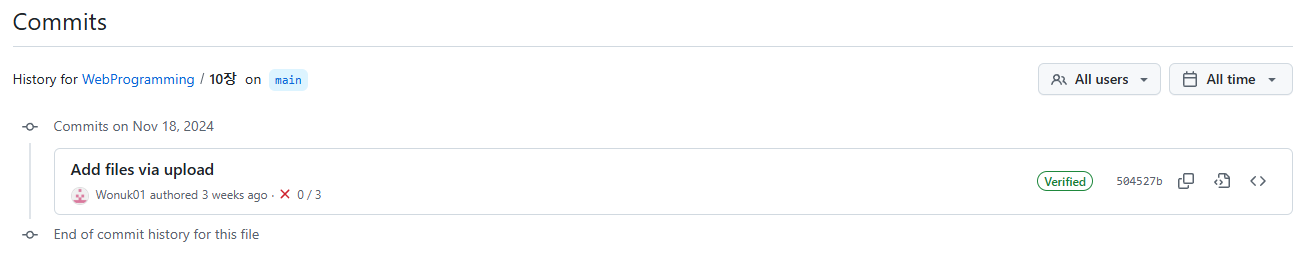 Commits
History for WebProgramming / 10장 on main
All users
All time
Commits on Nov 18, 2024
Add files via upload
Wonuk01 authored 3 weeks ago · 0 / 3
Verified
504527b
End of commit history for this file